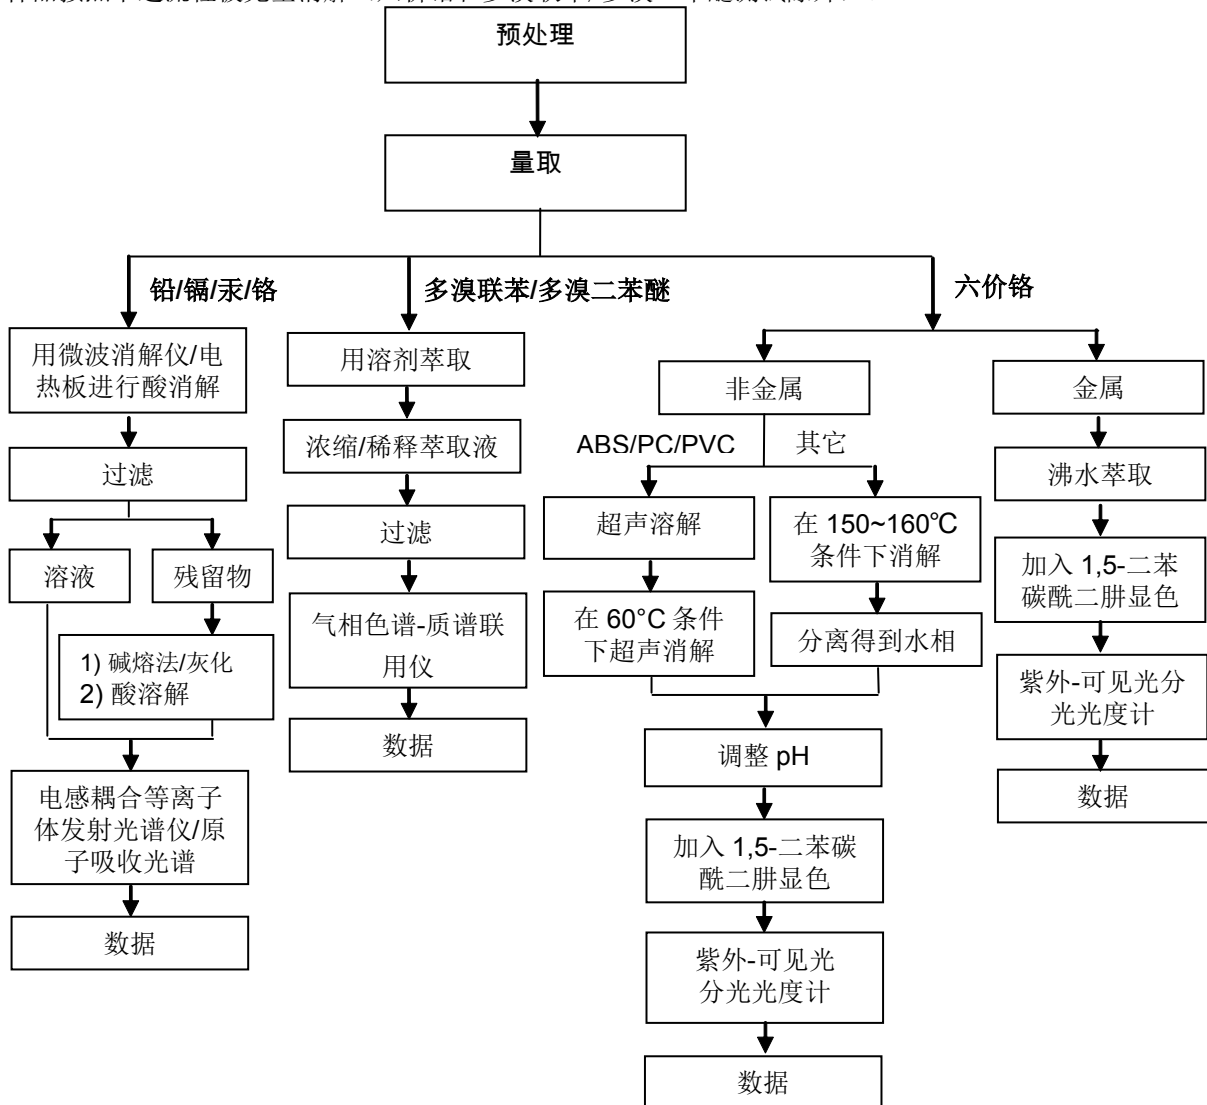 预处理
量取
铅/镉/汞/铬
多溴联苯/多溴二苯醚
六价铬
用微波消解仪/电
热板进行酸消解
过滤
溶液
残留物
1) 碱熔法/灰化
2) 酸溶解
电感耦合等离子
体发射光谱仪/原
子吸收光谱
数据
用溶剂萃取
浓缩/稀释萃取液
过滤
气相色谱-质谱联
用仪
数据
非金属
ABS/PC/PVC
其它
超声溶解
在 60°C 条件
下超声消解
在 150~160℃
条件下消解
分离得到水相
调整 pH
加入 1,5-二苯碳
酰二肼显色
紫外-可见光
分光光度计
数据
金属
沸水萃取
加入 1,5-二苯
碳酰二肼显色
紫外-可见光分
光光度计
数据